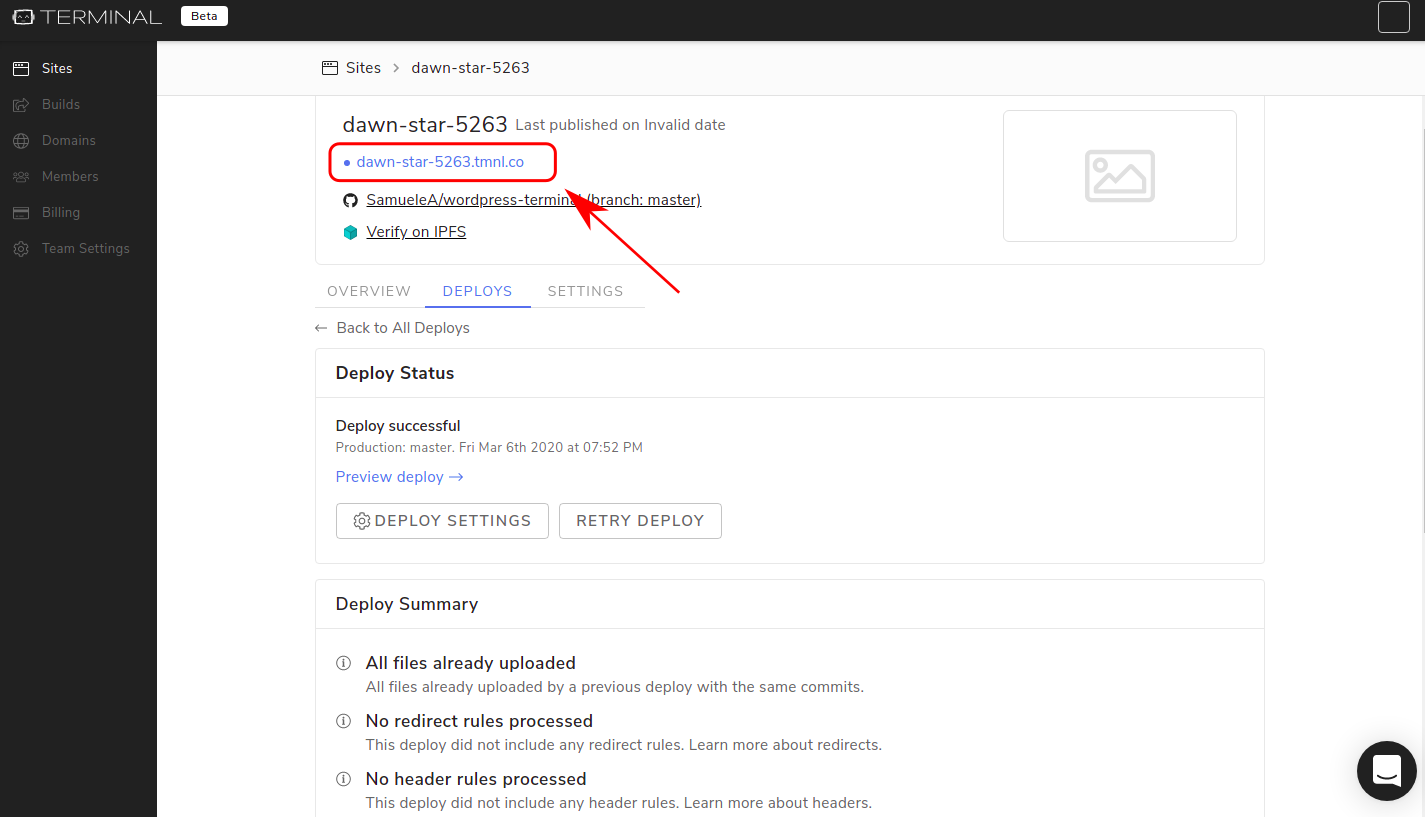 TERMINAL
Beta
Sites
Builds
Domains
Members
Billing
Team Settings
Sites > dawn-star-5263
dawn-star-5263 Last published on Invalid date
dawn-star-5263.tmnl.co
SamueleA/wordpress-terminal (branch: master)
Verify on IPFS
OVERVIEW DEPLOYS SETTINGS
← Back to All Deploys
Deploy Status
Deploy successful
Production: master. Fri Mar 6th 2020 at 07:52 PM
Preview deploy →
DEPLOY SETTINGS RETRY DEPLOY
Deploy Summary
All files already uploaded
All files already uploaded by a previous deploy with the same commits.
No redirect rules processed
This deploy did not include any redirect rules. Learn more about redirects.
No header rules processed
This deploy did not include any header rules. Learn more about headers.